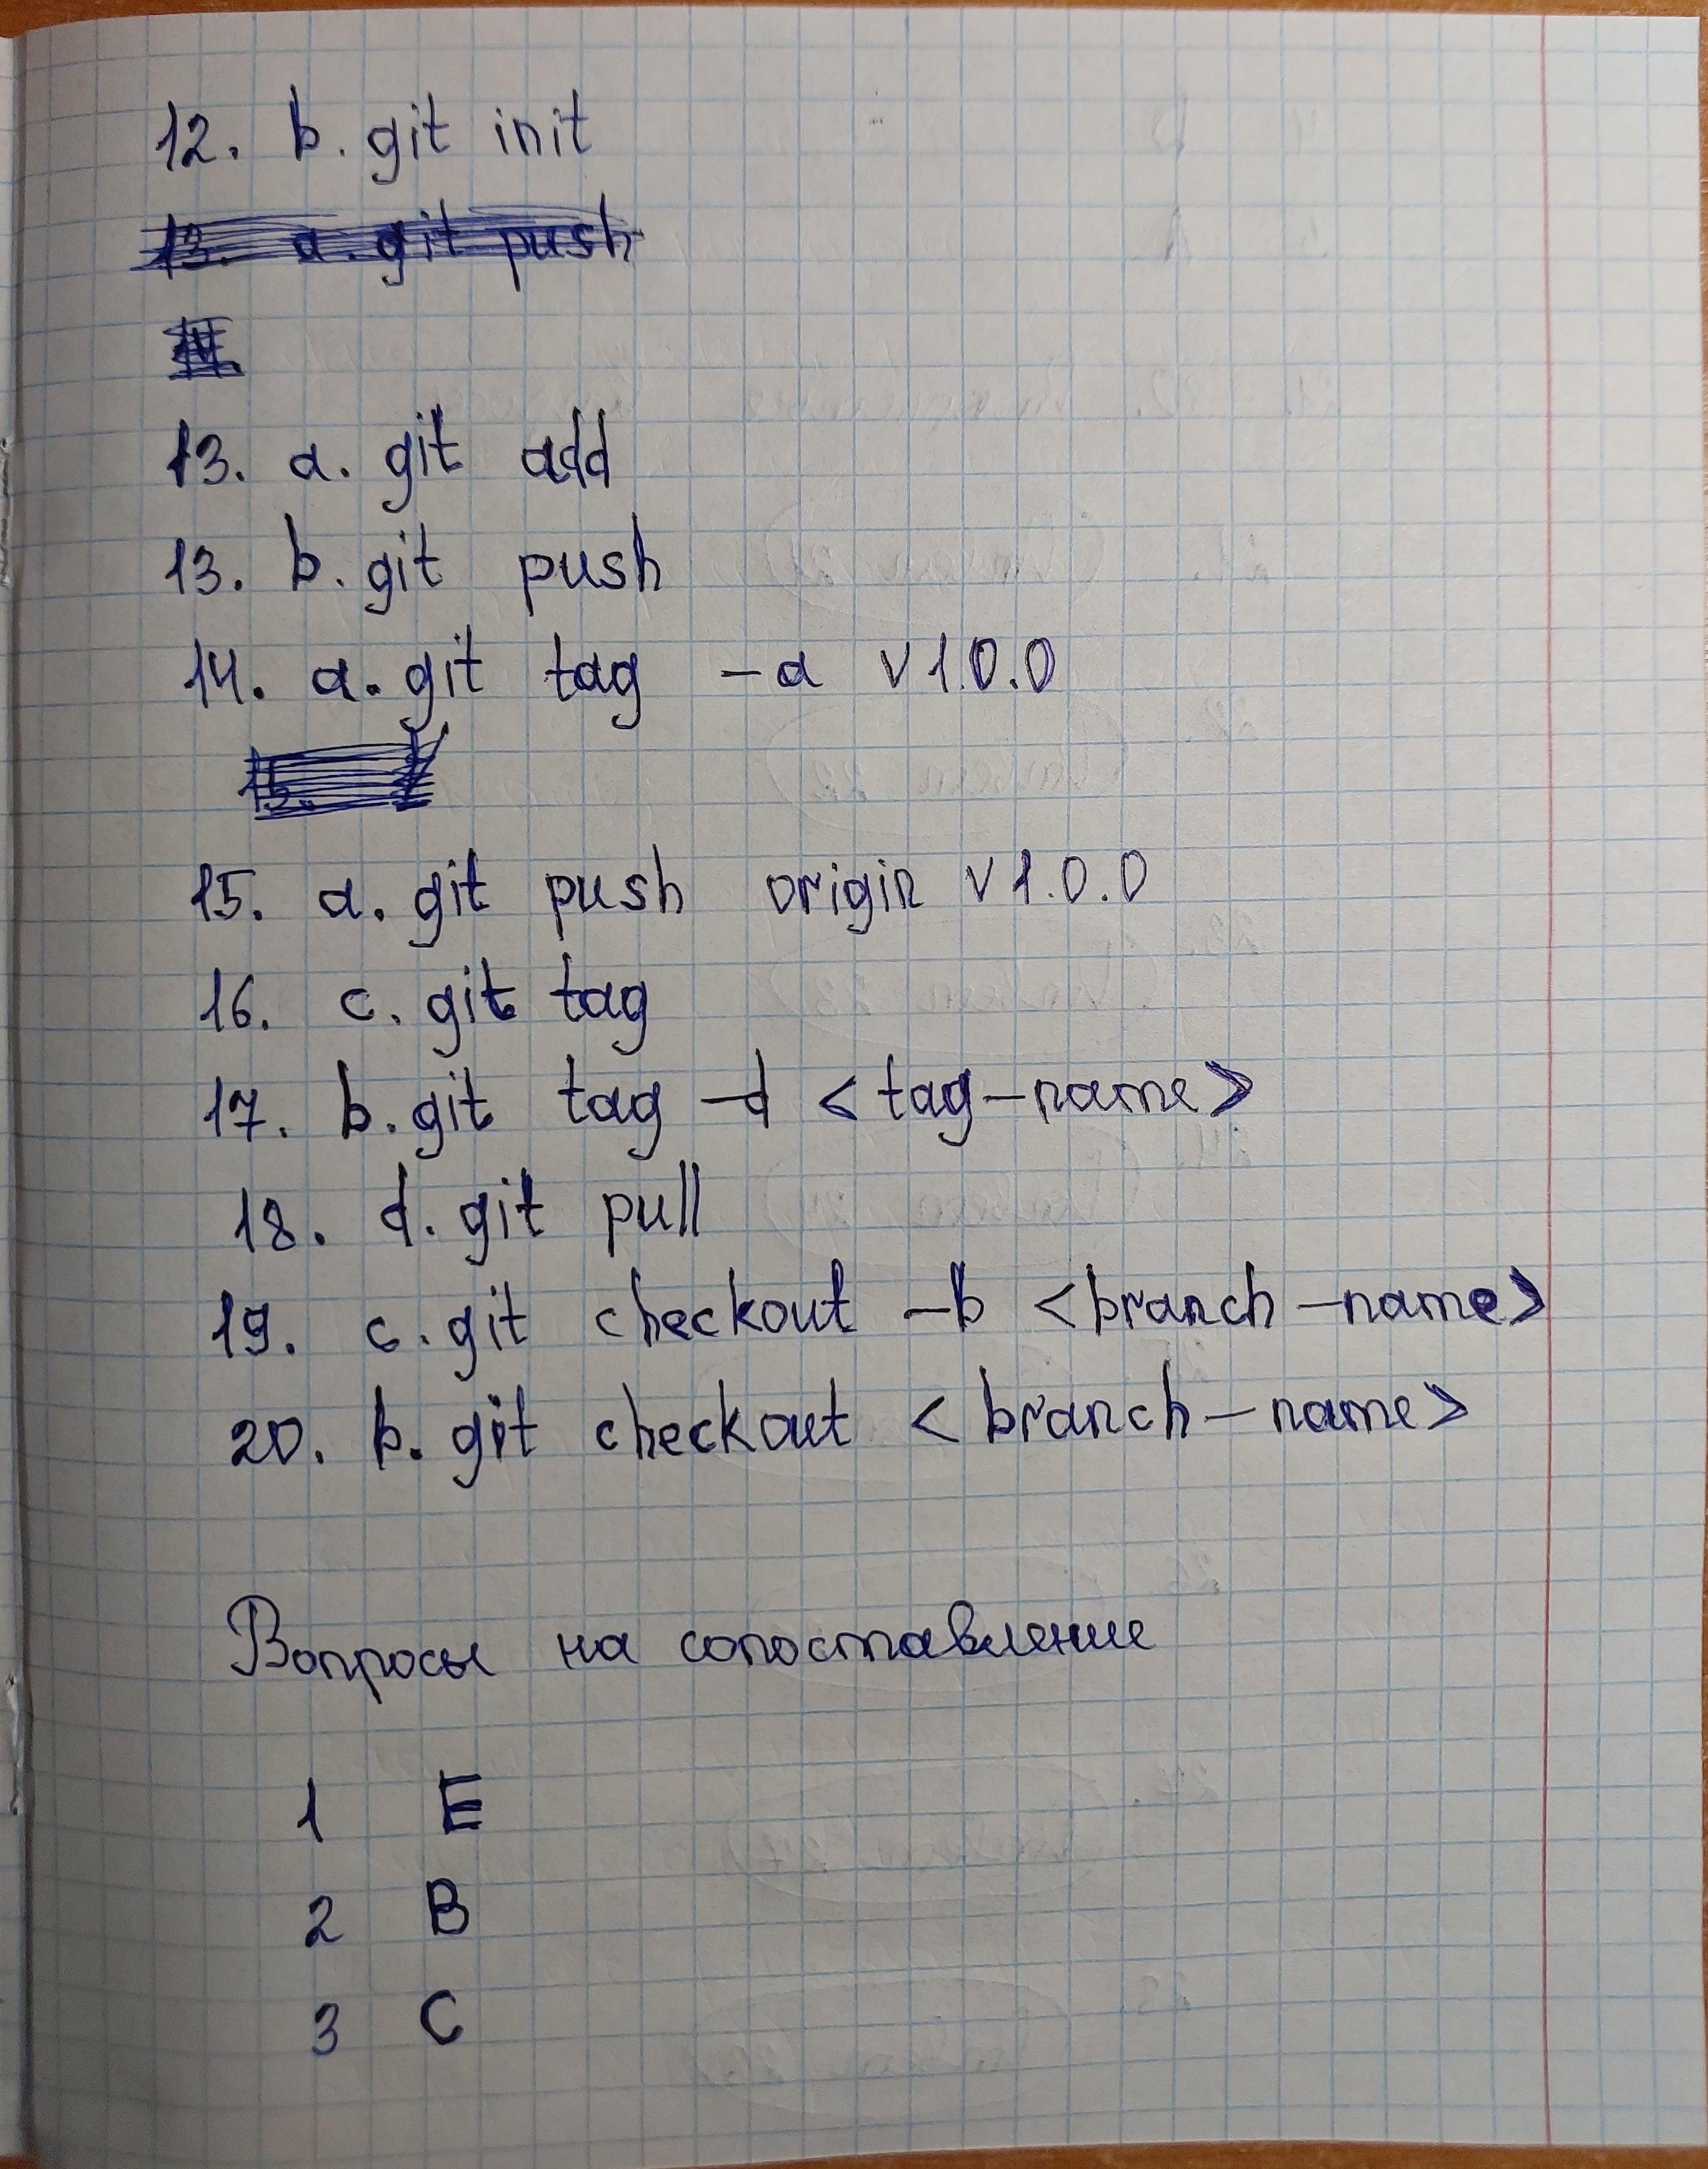 12. b. git init
13. a. git push
14.
13. a. git add
13. b. git push
14. a. git tag -a v1.0.0
15.
15. a. git push origin v1.0.0
16. c. git tag
17. b. git tag -d <tag-name>
18. d. git pull
19. c. git checkout -b <branch-name>
20. b. git checkout <branch-name>
Вопросы на сопоставление
1 E
2 B
3 C